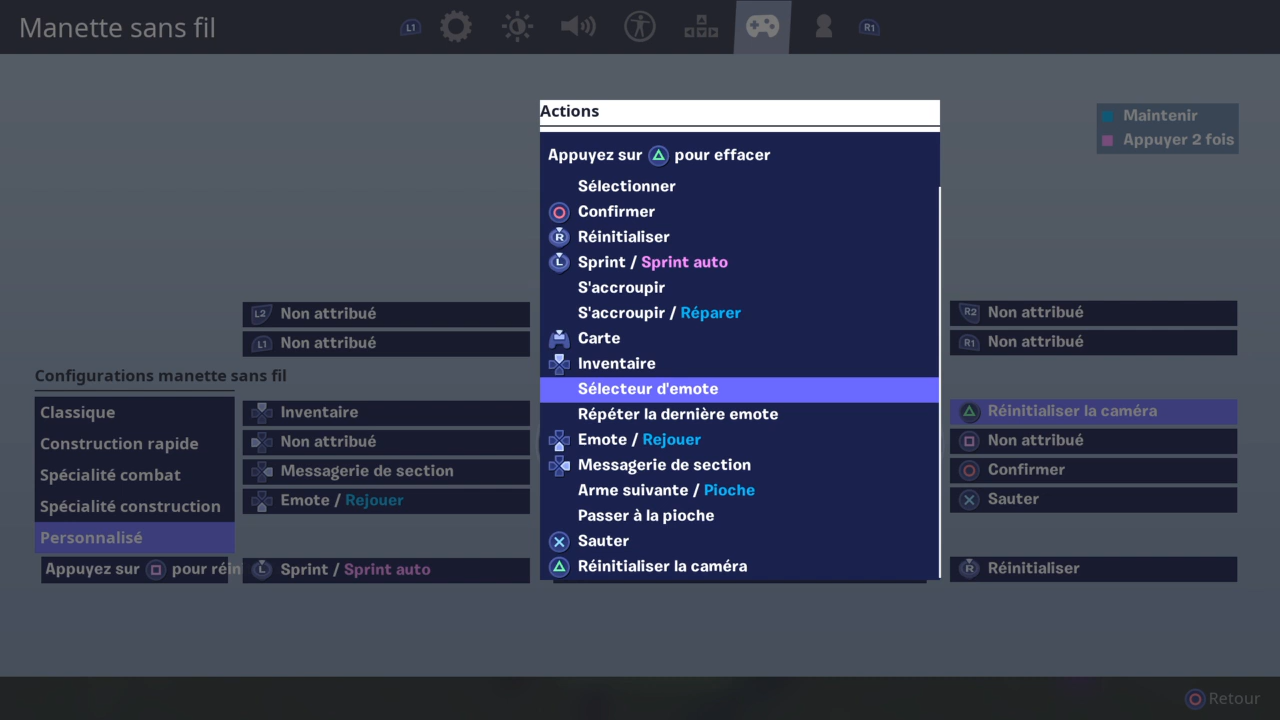 Manette sans fil
L1
R1
Maintenir
Appuyer 2 fois
Actions
Appuyez sur pour effacer
Sélectionner
Confirmer
R Réinitialiser
L Sprint / Sprint auto
S'accroupir
S'accroupir / Réparer
Carte
Inventaire
Sélecteur d'emote
Répéter la dernière emote
Emote / Rejouer
Messagerie de section
Arme suivante / Pioche
Passer à la pioche
Sauter
Réinitialiser la caméra
L2 Non attribué
L1 Non attribué
Configurations manette sans fil
Classique
Construction rapide
Spécialité combat
Spécialité construction
Personnalisé
Appuyez sur pour réin
Inventaire
Non attribué
Messagerie de section
Emote / Rejouer
L Sprint / Sprint auto
R2 Non attribué
R1 Non attribué
Réinitialiser la caméra
Non attribué
Confirmer
Sauter
R Réinitialiser
Retour